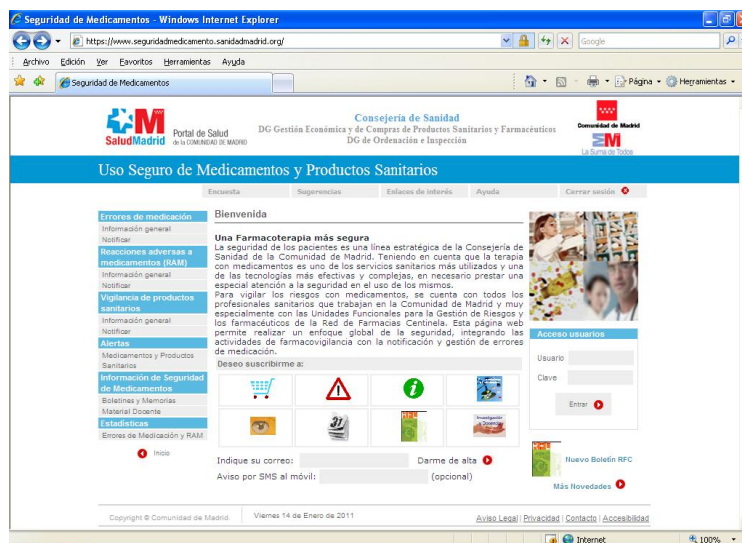 Seguridad de Medicamentos - Windows Internet Explorer
https://www.seguridadmedicamento.sanidadmadrid.org/
Google
Archivo Edición Ver Favoritos Herramientas Ayuda
Seguridad de Medicamentos
Página Herramientas
SaludMadrid
Portal de Salud
de la COMUNIDAD DE MADRID
Consejería de Sanidad
DG Gestión Económica y de Compras de Productos Sanitarios y Farmacéuticos
DG de Ordenación e Inspección
Comunidad de Madrid
EM
La Suma de Todos
Uso Seguro de Medicamentos y Productos Sanitarios
Encuesta Sugerencias Enlaces de interés Ayuda Cerrar sesión
Errores de medicación
Información general
Notificar
Reacciones adversas a
medicamentos (RAM)
Información general
Notificar
Vigilancia de productos
sanitarios
Información general
Notificar
Alertas
Medicamentos y Productos
Sanitarios
Información de Seguridad
de Medicamentos
Boletines y Memorias
Material Docente
Estadísticas
Errores de Medicación y RAM
Inicio
Bienvenida
Una Farmacoterapia más segura
La seguridad de los pacientes es una línea estratégica de la Consejería de
Sanidad de la Comunidad de Madrid. Teniendo en cuenta que la terapia
con medicamentos es uno de los servicios sanitarios más utilizados y una
de las tecnologías más efectivas y complejas, en necesario prestar una
especial atención a la seguridad en el uso de los mismos.
Para vigilar los riesgos con medicamentos, se cuenta con todos los
profesionales sanitarios que trabajan en la Comunidad de Madrid y muy
especialmente con las Unidades Funcionales para la Gestión de Riesgos y
los farmacéuticos de la Red de Farmacias Centinela. Esta página web
permite realizar un enfoque global de la seguridad, integrando las
actividades de farmacovigilancia con la notificación y gestión de errores
de medicación.
Deseo suscribirme a:
31
Investigación
y Docencia
Indique su correo: Darme de alta
Aviso por SMS al móvil: (opcional)
Acceso usuarios
Usuario
Clave
Entrar
Nuevo Boletín RFC
Más Novedades
Copyright © Comunidad de Madrid
Viernes 14 de Enero de 2011
Aviso Legal | Privacidad | Contacto | Accesibilidad
Internet
100%